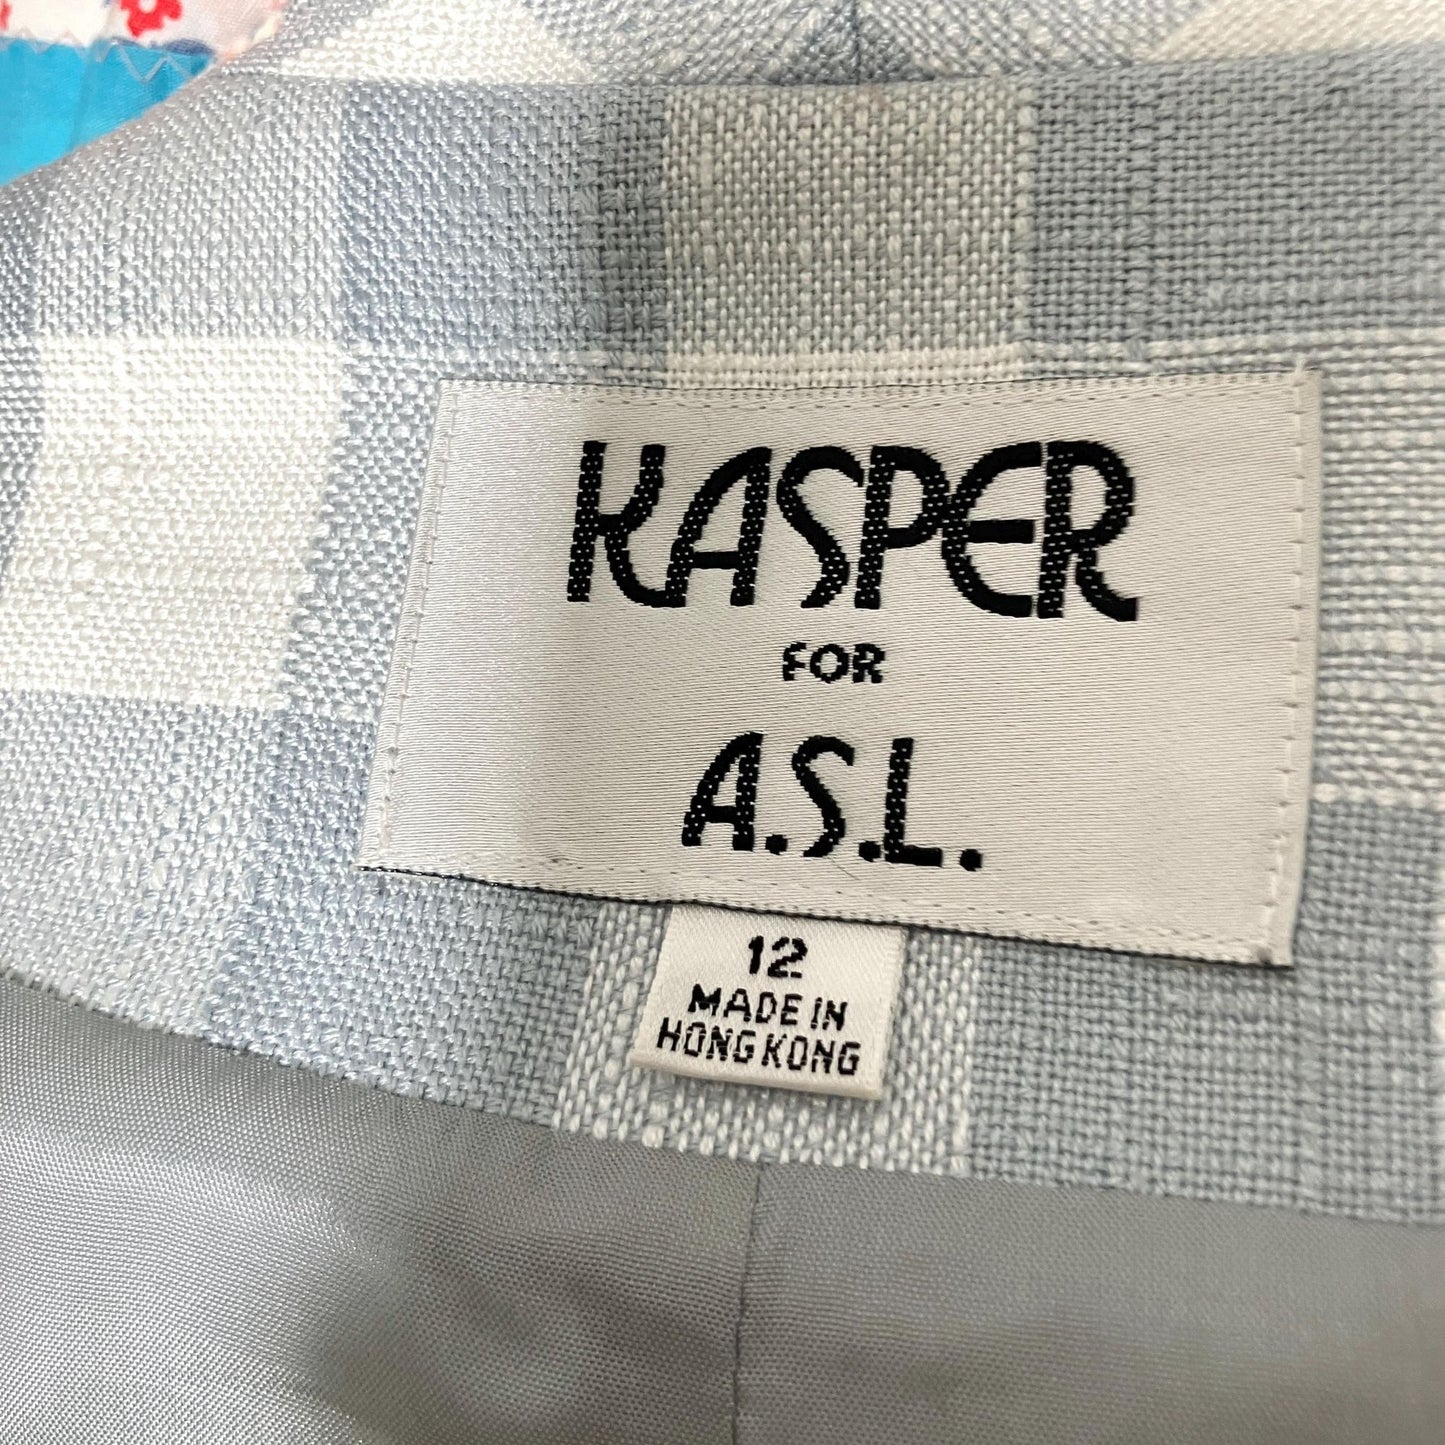 KASPER
FOR
A.S.L.
12
MADE IN
HONG KONG